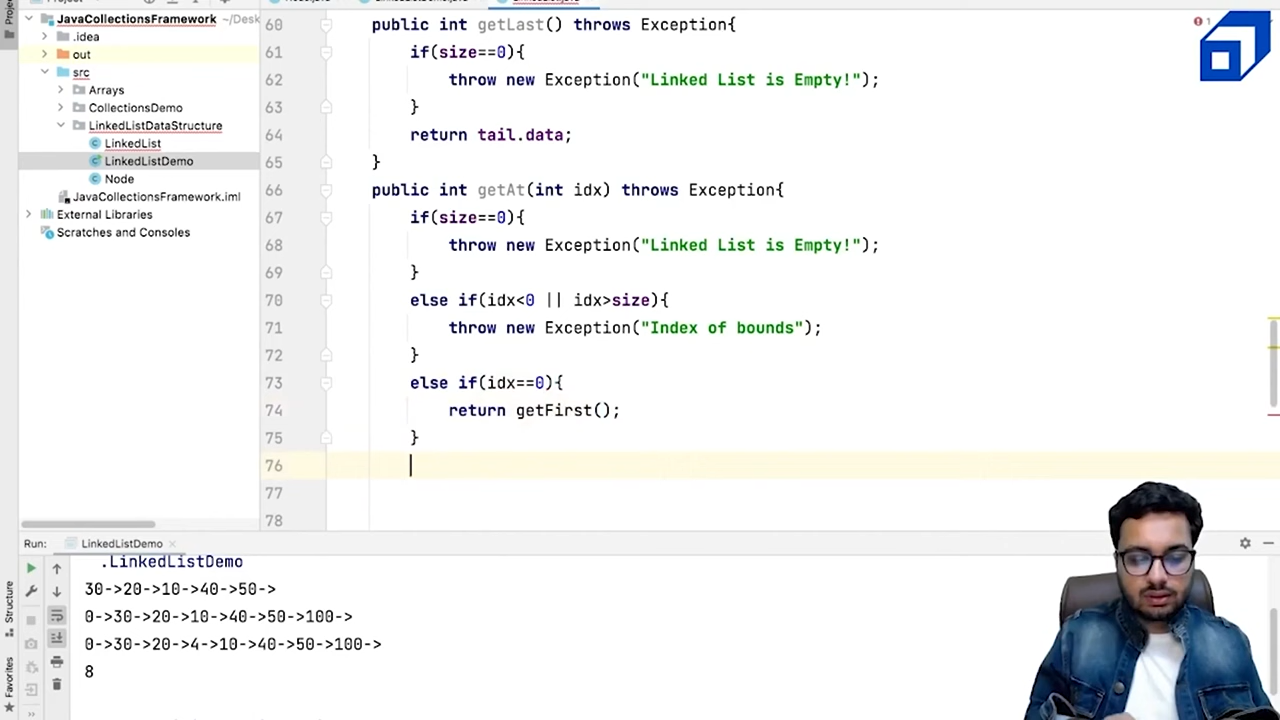 JavaCollectionsFramework ~/Desk
.idea
out
src
Arrays
CollectionsDemo
LinkedListDataStructure
LinkedList
LinkedListDemo
Node
JavaCollectionsFramework.iml
External Libraries
Scratches and Consoles
60 public int getLast() throws Exception{
61 if(size==0){
62 throw new Exception("Linked List is Empty!");
63 }
64 return tail.data;
65 }
66 public int getAt(int idx) throws Exception{
67 if(size==0){
68 throw new Exception("Linked List is Empty!");
69 }
70 else if(idx<0 || idx>size){
71 throw new Exception("Index of bounds");
72 }
73 else if(idx==0){
74 return getFirst();
75 }
76
77
78
Run: LinkedListDemo
.LinkedListDemo
30->20->10->40->50->
0->30->20->10->40->50->100->
0->30->20->4->10->40->50->100->
8
Structure
Favorites